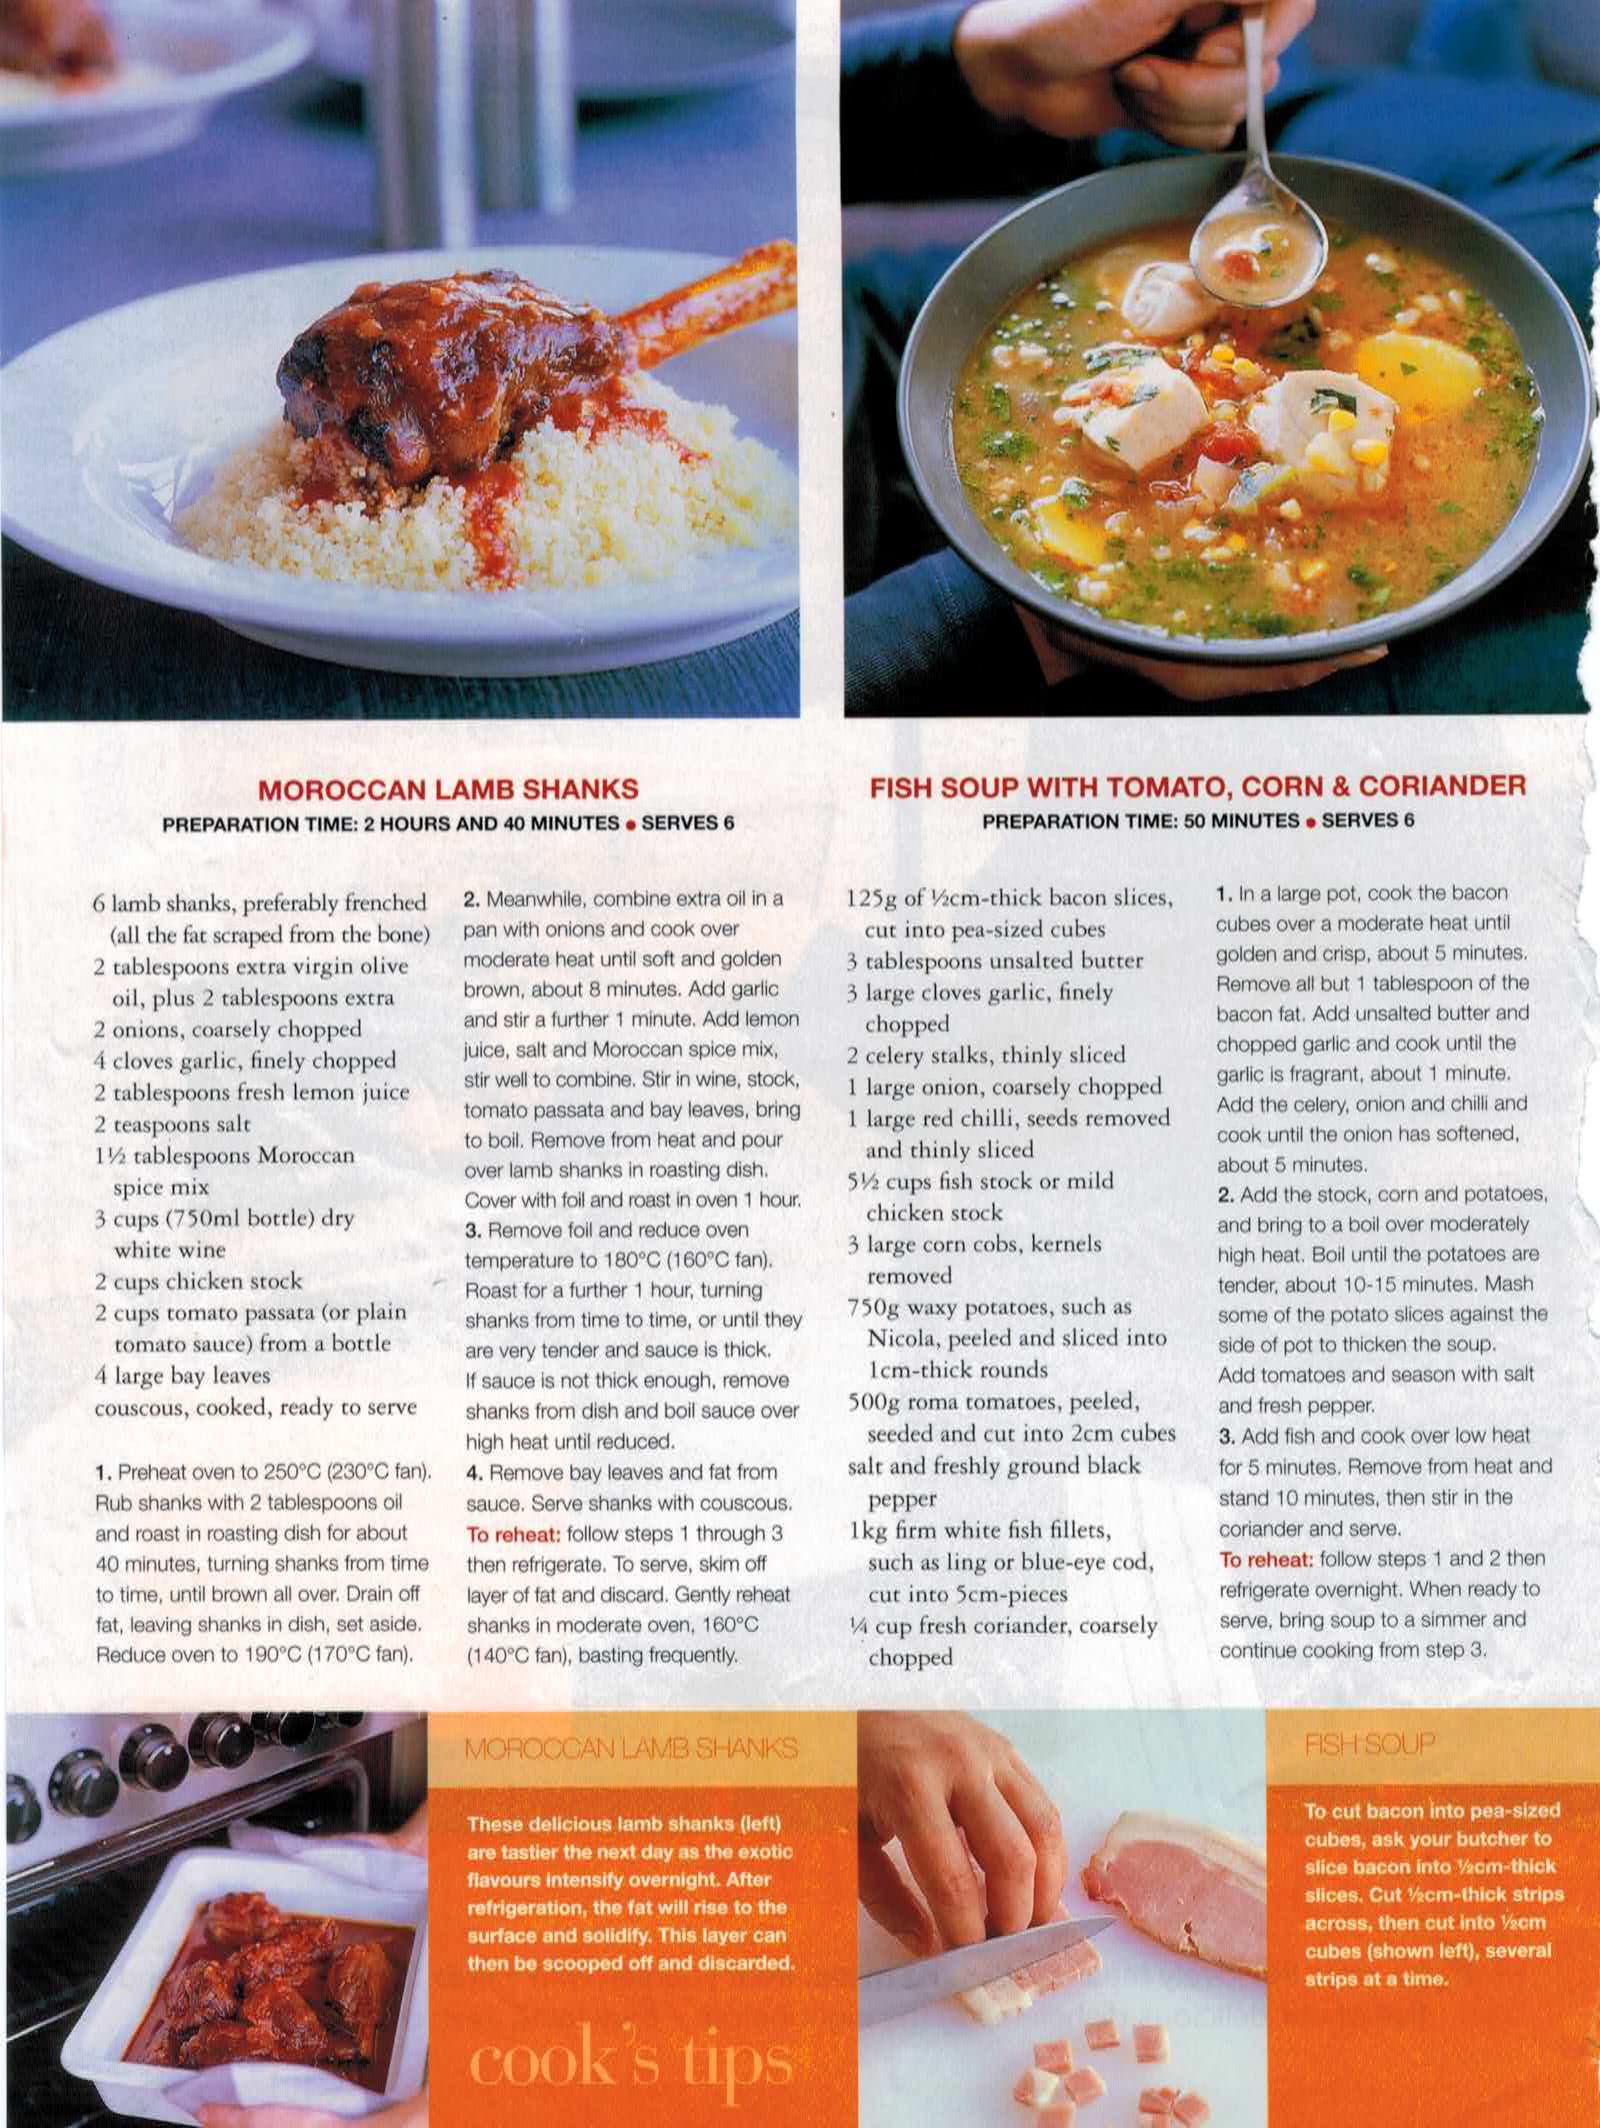 MOROCCAN LAMB SHANKS
PREPARATION TIME: 2 HOURS AND 40 MINUTES ● SERVES 6
6 lamb shanks, preferably frenched
(all the fat scraped from the bone)
2 tablespoons extra virgin olive
oil, plus 2 tablespoons extra
2 onions, coarsely chopped
4 cloves garlic, finely chopped
2 tablespoons fresh lemon juice
2 teaspoons salt
1½ tablespoons Moroccan
spice mix
3 cups (750ml bottle) dry
white wine
2 cups chicken stock
2 cups tomato passata (or plain
tomato sauce) from a bottle
4 large bay leaves
couscous, cooked, ready to serve
1. Preheat oven to 250°C (230°C fan).
Rub shanks with 2 tablespoons oil
and roast in roasting dish for about
40 minutes, turning shanks from time
to time, until brown all over. Drain off
fat, leaving shanks in dish, set aside.
Reduce oven to 190°C (170°C fan).
2. Meanwhile, combine extra oil in a
pan with onions and cook over
moderate heat until soft and golden
brown, about 8 minutes. Add garlic
and stir a further 1 minute. Add lemon
juice, salt and Moroccan spice mix,
stir well to combine. Stir in wine, stock,
tomato passata and bay leaves, bring
to boil. Remove from heat and pour
over lamb shanks in roasting dish.
Cover with foil and roast in oven 1 hour.
3. Remove foil and reduce oven
temperature to 180°C (160°C fan).
Roast for a further 1 hour, turning
shanks from time to time, or until they
are very tender and sauce is thick.
If sauce is not thick enough, remove
shanks from dish and boil sauce over
high heat until reduced.
4. Remove bay leaves and fat from
sauce. Serve shanks with couscous.
To reheat: follow steps 1 through 3
then refrigerate. To serve, skim off
layer of fat and discard. Gently reheat
shanks in moderate oven, 160°C
(140°C fan), basting frequently.
FISH SOUP WITH TOMATO, CORN & CORIANDER
PREPARATION TIME: 50 MINUTES ● SERVES 6
125g of ½cm-thick bacon slices,
cut into pea-sized cubes
3 tablespoons unsalted butter
3 large cloves garlic, finely
chopped
2 celery stalks, thinly sliced
1 large onion, coarsely chopped
1 large red chilli, seeds removed
and thinly sliced
5½ cups fish stock or mild
chicken stock
3 large corn cobs, kernels
removed
750g waxy potatoes, such as
Nicola, peeled and sliced into
1cm-thick rounds
500g roma tomatoes, peeled,
seeded and cut into 2cm cubes
salt and freshly ground black
pepper
1kg firm white fish fillets,
such as ling or blue-eye cod,
cut into 5cm-pieces
¼ cup fresh coriander, coarsely
chopped
1. In a large pot, cook the bacon
cubes over a moderate heat until
golden and crisp, about 5 minutes.
Remove all but 1 tablespoon of the
bacon fat. Add unsalted butter and
chopped garlic and cook until the
garlic is fragrant, about 1 minute.
Add the celery, onion and chilli and
cook until the onion has softened,
about 5 minutes.
2. Add the stock, corn and potatoes,
and bring to a boil over moderately
high heat. Boil until the potatoes are
tender, about 10-15 minutes. Mash
some of the potato slices against the
side of pot to thicken the soup.
Add tomatoes and season with salt
and fresh pepper.
3. Add fish and cook over low heat
for 5 minutes. Remove from heat and
stand 10 minutes, then stir in the
coriander and serve.
To reheat: follow steps 1 and 2 then
refrigerate overnight. When ready to
serve, bring soup to a simmer and
continue cooking from step 3.
MOROCCAN LAMB SHANKS
These delicious lamb shanks (left)
are tastier the next day as the exotic
flavours intensify overnight. After
refrigeration, the fat will rise to the
surface and solidify. This layer can
then be scooped off and discarded.
cook's tips
FISH SOUP
To cut bacon into pea-sized
cubes, ask your butcher to
slice bacon into ½cm-thick
slices. Cut ½cm-thick strips
across, then cut into ½cm
cubes (shown left), several
strips at a time.